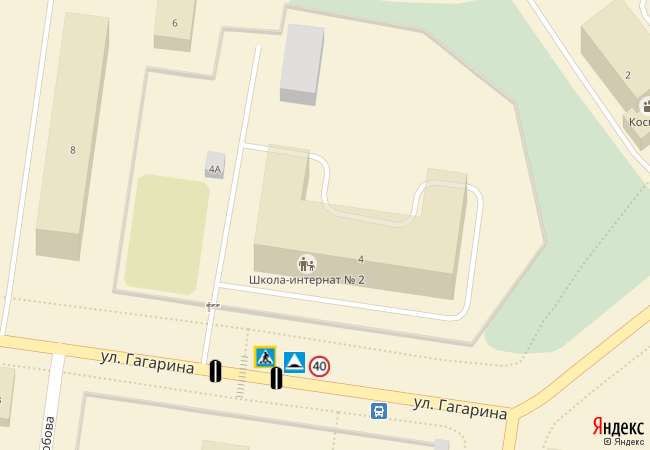 6
2
Кос
8
4А
4
Школа-интернат № 2
40
ул. Гагарина
ул. Гагарина
обова
Яндекс
© Яндекс